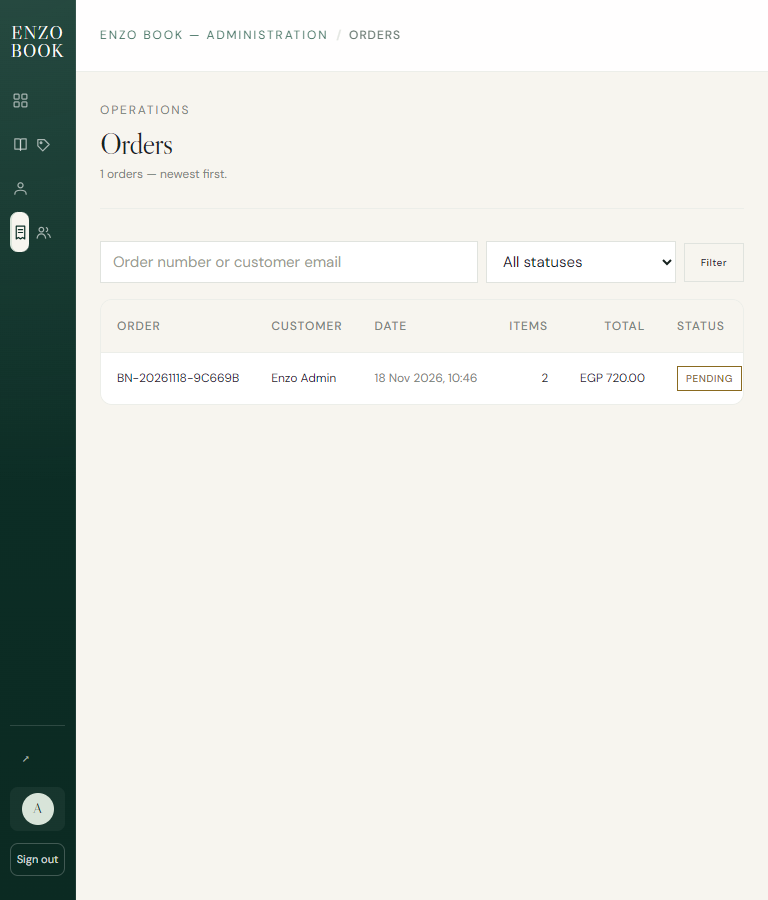 ENZO
BOOK
ENZO BOOK — ADMINISTRATION / ORDERS
OPERATIONS
Orders
1 orders — newest first.
Order number or customer email
All statuses
Filter
ORDER CUSTOMER DATE ITEMS TOTAL STATUS
BN-20261118-9C669B Enzo Admin 18 Nov 2026, 10:46 2 EGP 720.00 PENDING
A
Sign out